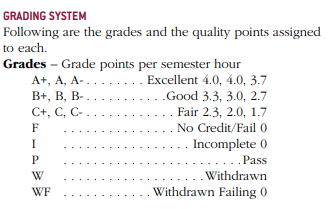 GRADING SYSTEM
Following are the grades and the quality points assigned
to each.
Grades – Grade points per semester hour
A+, A, A- . . . . . . . . Excellent 4.0, 4.0, 3.7
B+, B, B- . . . . . . . . . . . .Good 3.3, 3.0, 2.7
C+, C, C- . . . . . . . . . . . . . Fair 2.3, 2.0, 1.7
F . . . . . . . . . . . . . No Credit/Fail 0
I . . . . . . . . . . . . . . . Incomplete 0
P . . . . . . . . . . . . . . . . . . . . . Pass
W . . . . . . . . . . . . . . . . .Withdrawn
WF . . . . . . . . . . Withdrawn Failing 0